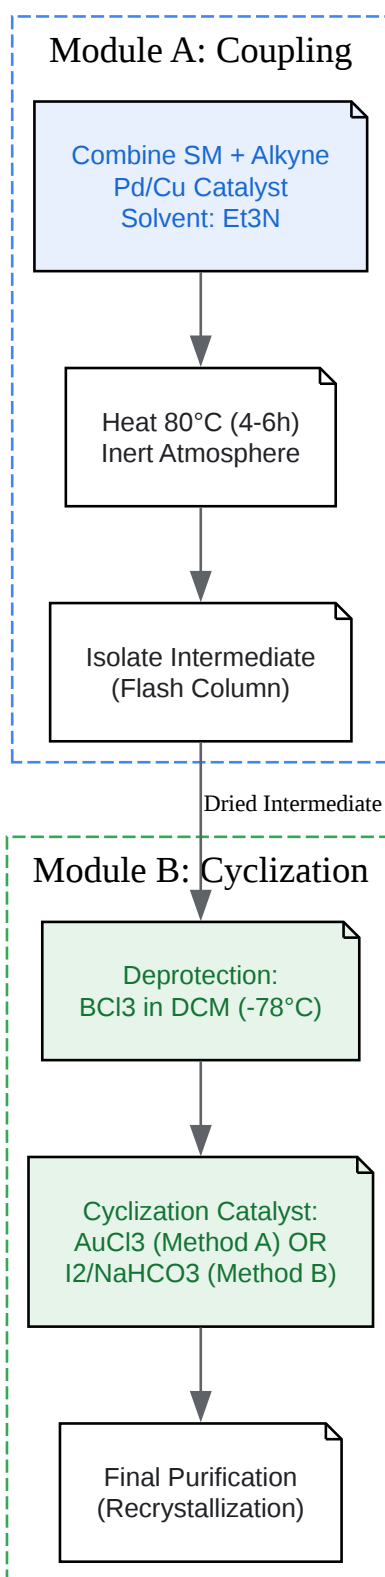 Module A: Coupling
Combine SM + Alkyne
Pd/Cu Catalyst
Solvent: Et3N
Heat 80°C (4-6h)
Inert Atmosphere
Isolate Intermediate
(Flash Column)
Dried Intermediate
Module B: Cyclization
Deprotection:
BCl3 in DCM (-78°C)
Cyclization Catalyst:
AuCl3 (Method A) OR
I2/NaHCO3 (Method B)
Final Purification
(Recrystallization)